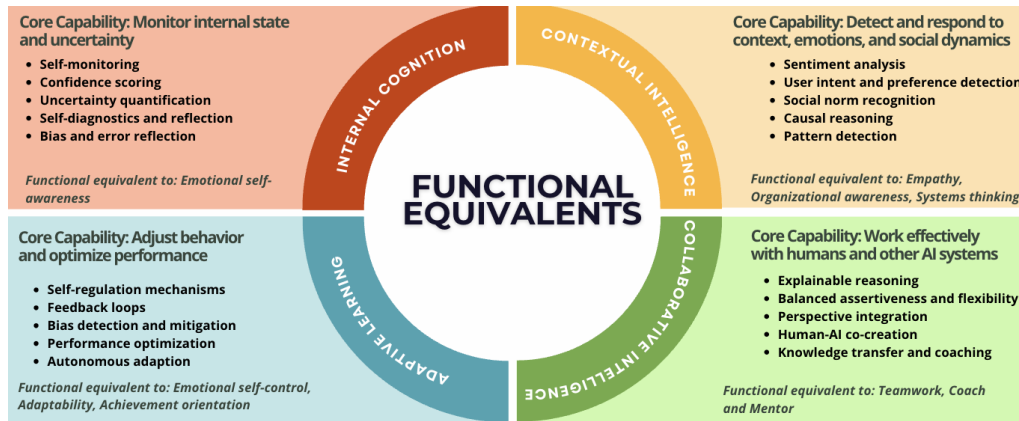 Core Capability: Monitor internal state
and uncertainty
Self-monitoring
Confidence scoring
Uncertainty quantification
Self-diagnostics and reflection
Bias and error reflection
Functional equivalent to: Emotional self-
awareness
INTERNAL COGNITION
CONTEXTUAL INTELLIGENCE
Core Capability: Detect and respond to
context, emotions, and social dynamics
Sentiment analysis
User intent and preference detection
Social norm recognition
Causal reasoning
Pattern detection
Functional equivalent to: Empathy,
Organizational awareness, Systems thinking
FUNCTIONAL
EQUIVALENTS
Core Capability: Adjust behavior
and optimize performance
Self-regulation mechanisms
Feedback loops
Bias detection and mitigation
Performance optimization
Autonomous adaption
Functional equivalent to: Emotional self-control,
Adaptability, Achievement orientation
ADAPTIVE LEARNING
COLLABORATIVE INTELLIGENCE
Core Capability: Work effectively
with humans and other AI systems
Explainable reasoning
Balanced assertiveness and flexibility
Perspective integration
Human-AI co-creation
Knowledge transfer and coaching
Functional equivalent to: Teamwork, Coach
and Mentor